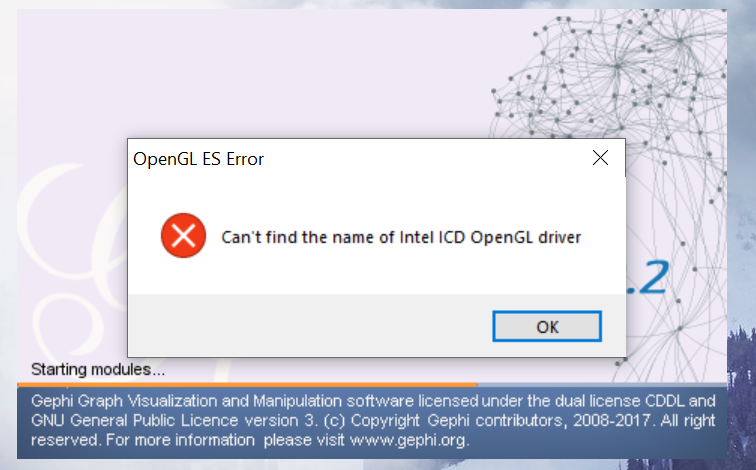 OpenGL ES Error
Can't find the name of Intel ICD OpenGL driver
.2
OK
Starting modules...
Gephi Graph Visualization and Manipulation software licensed under the dual license CDDL and
GNU General Public Licence version 3. (c) Copyright Gephi contributors, 2008-2017. All right
reserved. For more information please visit www.gephi.org.